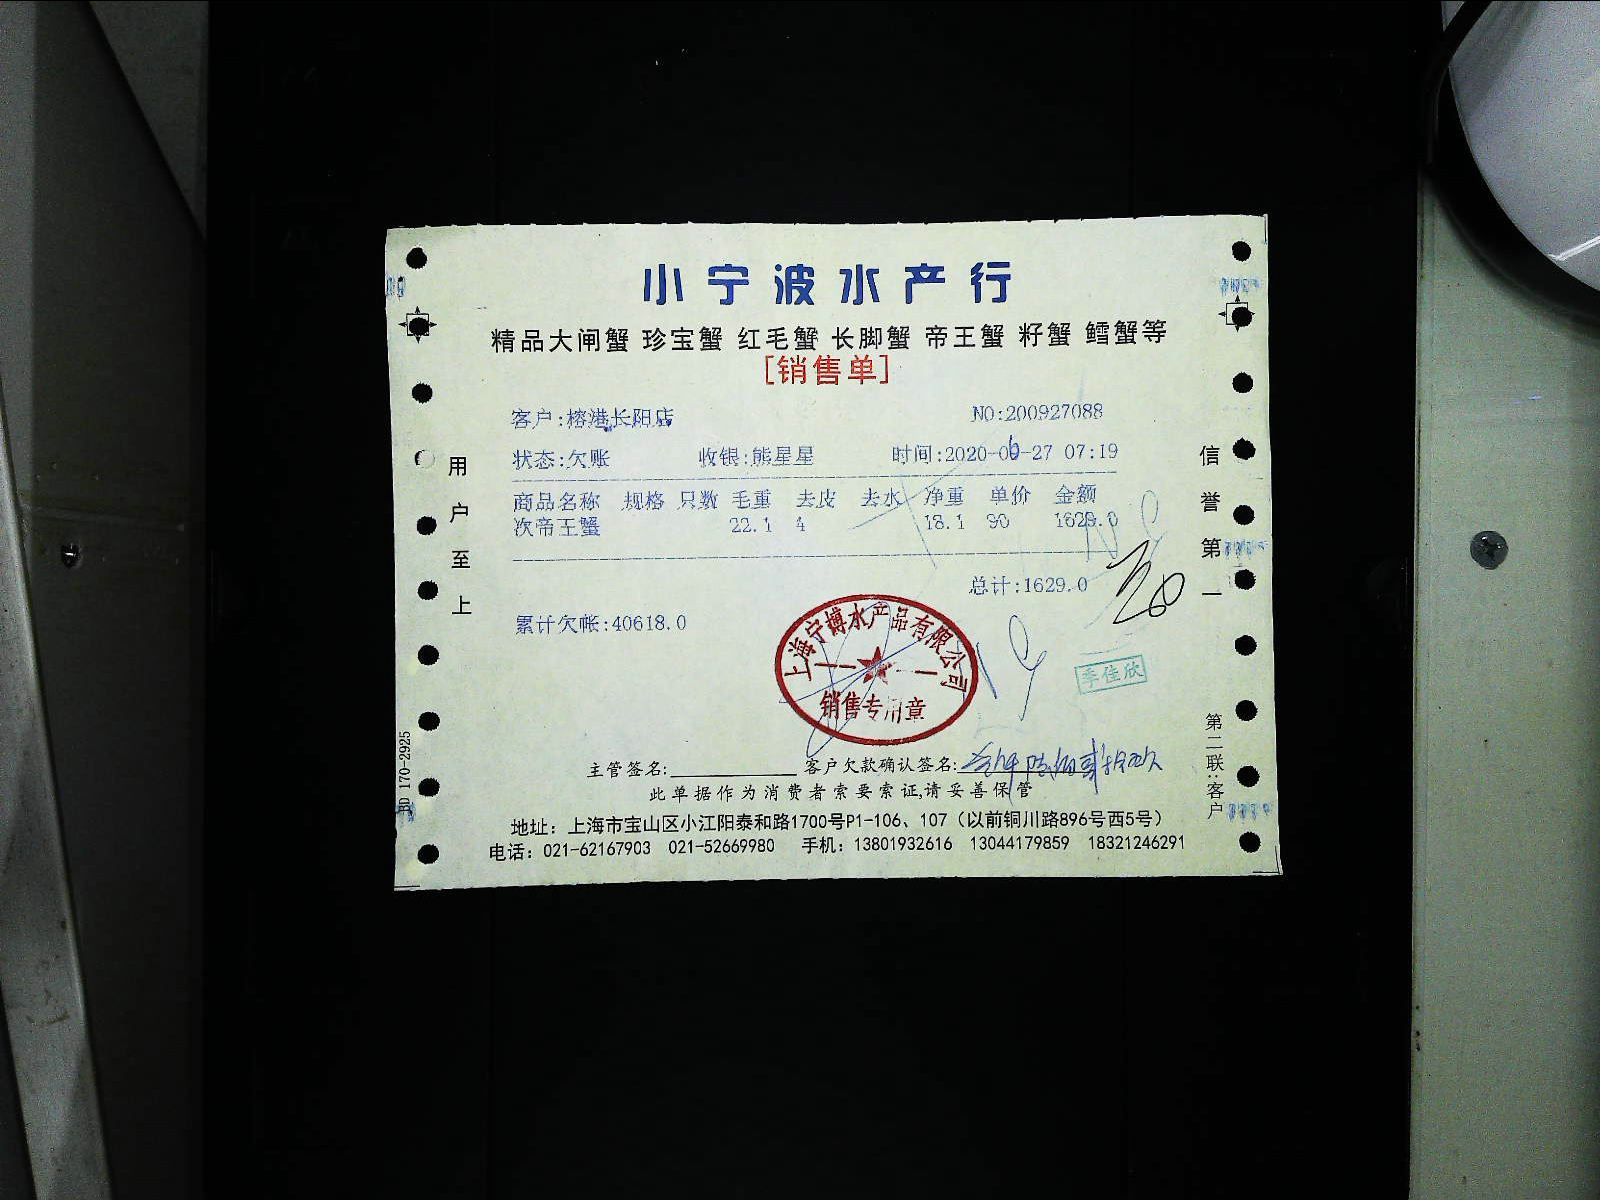 小宁波水产行
精品大闸蟹 珍宝蟹 红毛蟹 长脚蟹 帝王蟹 籽蟹 鳕蟹等
[销售单]
客户:榕港长阳店 NO:200927088
状态:欠账 收银:熊星星 时间:2020-06-27 07:19
商品名称 规格 只数 毛重 去皮 去水 净重 单价 金额
次帝王蟹 22.1 4 18.1 90 1629.0
总计:1629.0
累计欠帐:40618.0
上海宁博水产品有限公司
销售专用章
季佳欣
主管签名: 客户欠款确认签名:
此单据作为消费者索要索证,请妥善保管
地址：上海市宝山区小江阳泰和路1700号P1-106、107（以前铜川路896号西5号）
电话：021-62167903 021-52669980 手机：13801932616 13044179859 18321246291
用户至上
信誉第一
第二联:客户
BD 170-2925